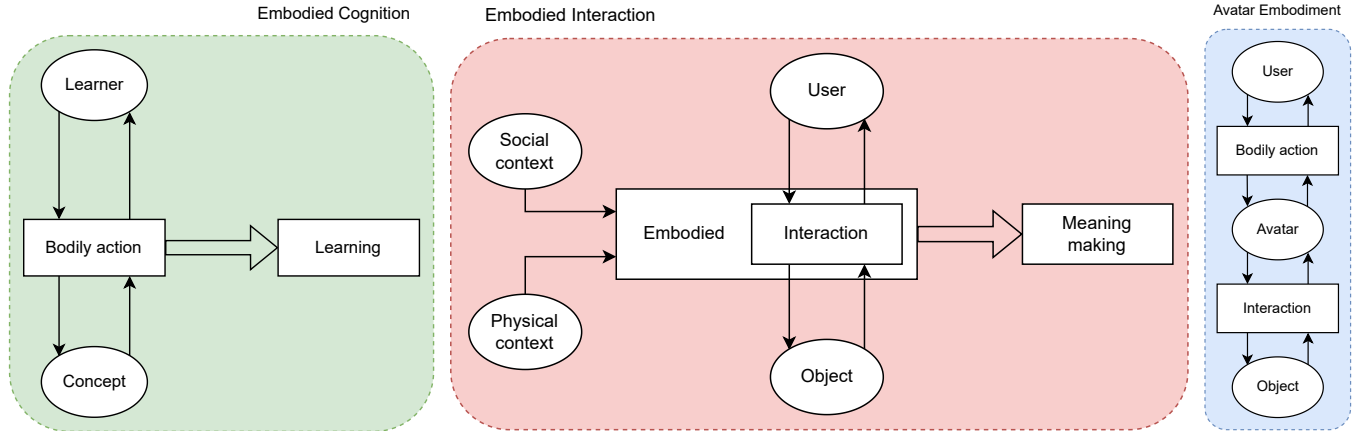 Embodied Cognition
Learner
Bodily action
Learning
Concept
Embodied Interaction
User
Social
context
Embodied
Interaction
Meaning
making
Physical
context
Object
Avatar Embodiment
User
Bodily action
Avatar
Interaction
Object